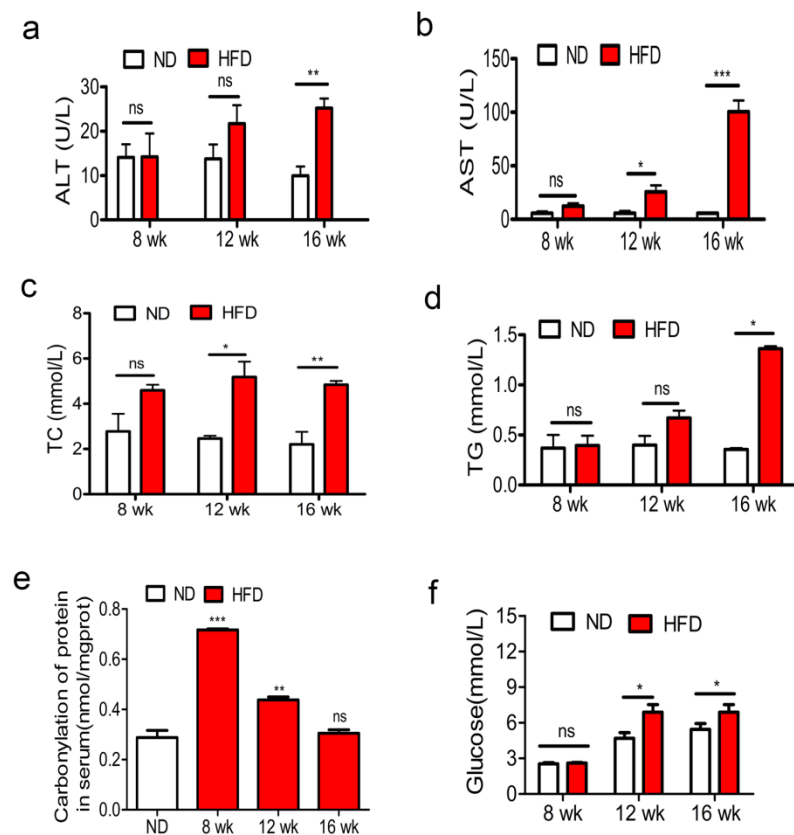 a
ND HFD
ALT (U/L)
30
20
10
0
ns
ns
**
8 wk 12 wk 16 wk
b
ND HFD
AST (U/L)
150
100
50
0
ns
*
***
8 wk 12 wk 16 wk
c
ND HFD
TC (mmol/L)
8
6
4
2
0
ns
*
**
8 wk 12 wk 16 wk
d
ND HFD
TG (mmol/L)
1.5
1.0
0.5
0.0
ns
ns
*
8 wk 12 wk 16 wk
e
ND HFD
Carbonylation of protein
in serum(nmol/mgprot)
0.8
0.6
0.4
0.2
0.0
***
**
ns
ND 8 wk 12 wk 16 wk
f
ND HFD
Glucose(mmol/L)
15
12
9
6
3
0
ns
*
*
8 wk 12 wk 16 wk